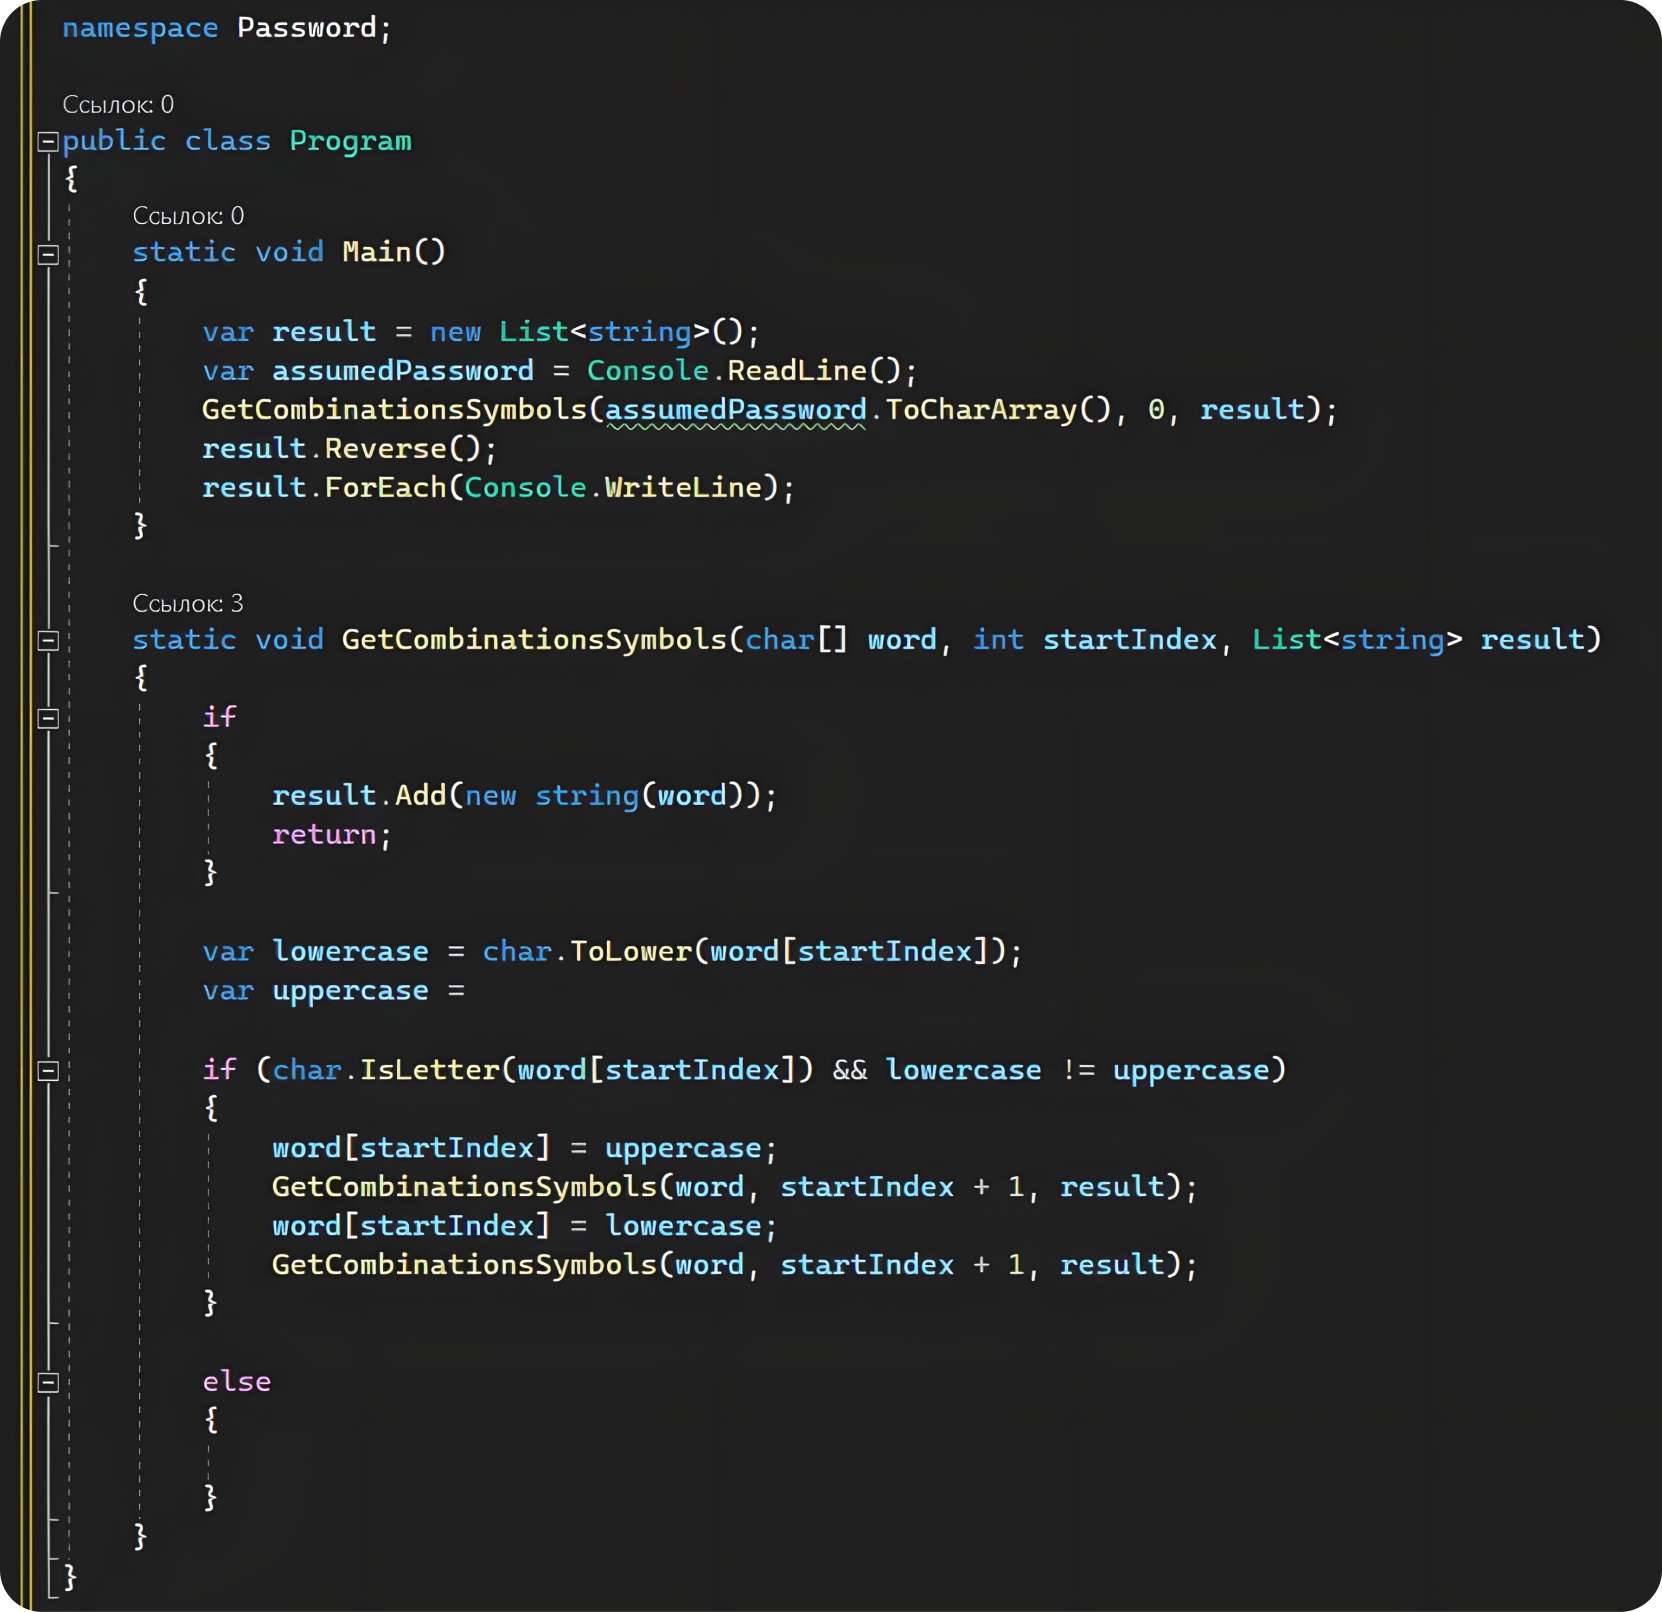 namespace Password;
Ссылок: 0
public class Program
{
Ссылок: 0
static void Main()
{
var result = new List<string>();
var assumedPassword = Console.ReadLine();
GetCombinationsSymbols(assumedPassword.ToCharArray(), 0, result);
result.Reverse();
result.ForEach(Console.WriteLine);
}
Ссылок: 3
static void GetCombinationsSymbols(char[] word, int startIndex, List<string> result)
{
if
{
result.Add(new string(word));
return;
}
var lowercase = char.ToLower(word[startIndex]);
var uppercase =
if (char.IsLetter(word[startIndex]) && lowercase != uppercase)
{
word[startIndex] = uppercase;
GetCombinationsSymbols(word, startIndex + 1, result);
word[startIndex] = lowercase;
GetCombinationsSymbols(word, startIndex + 1, result);
}
else
{
}
}
}